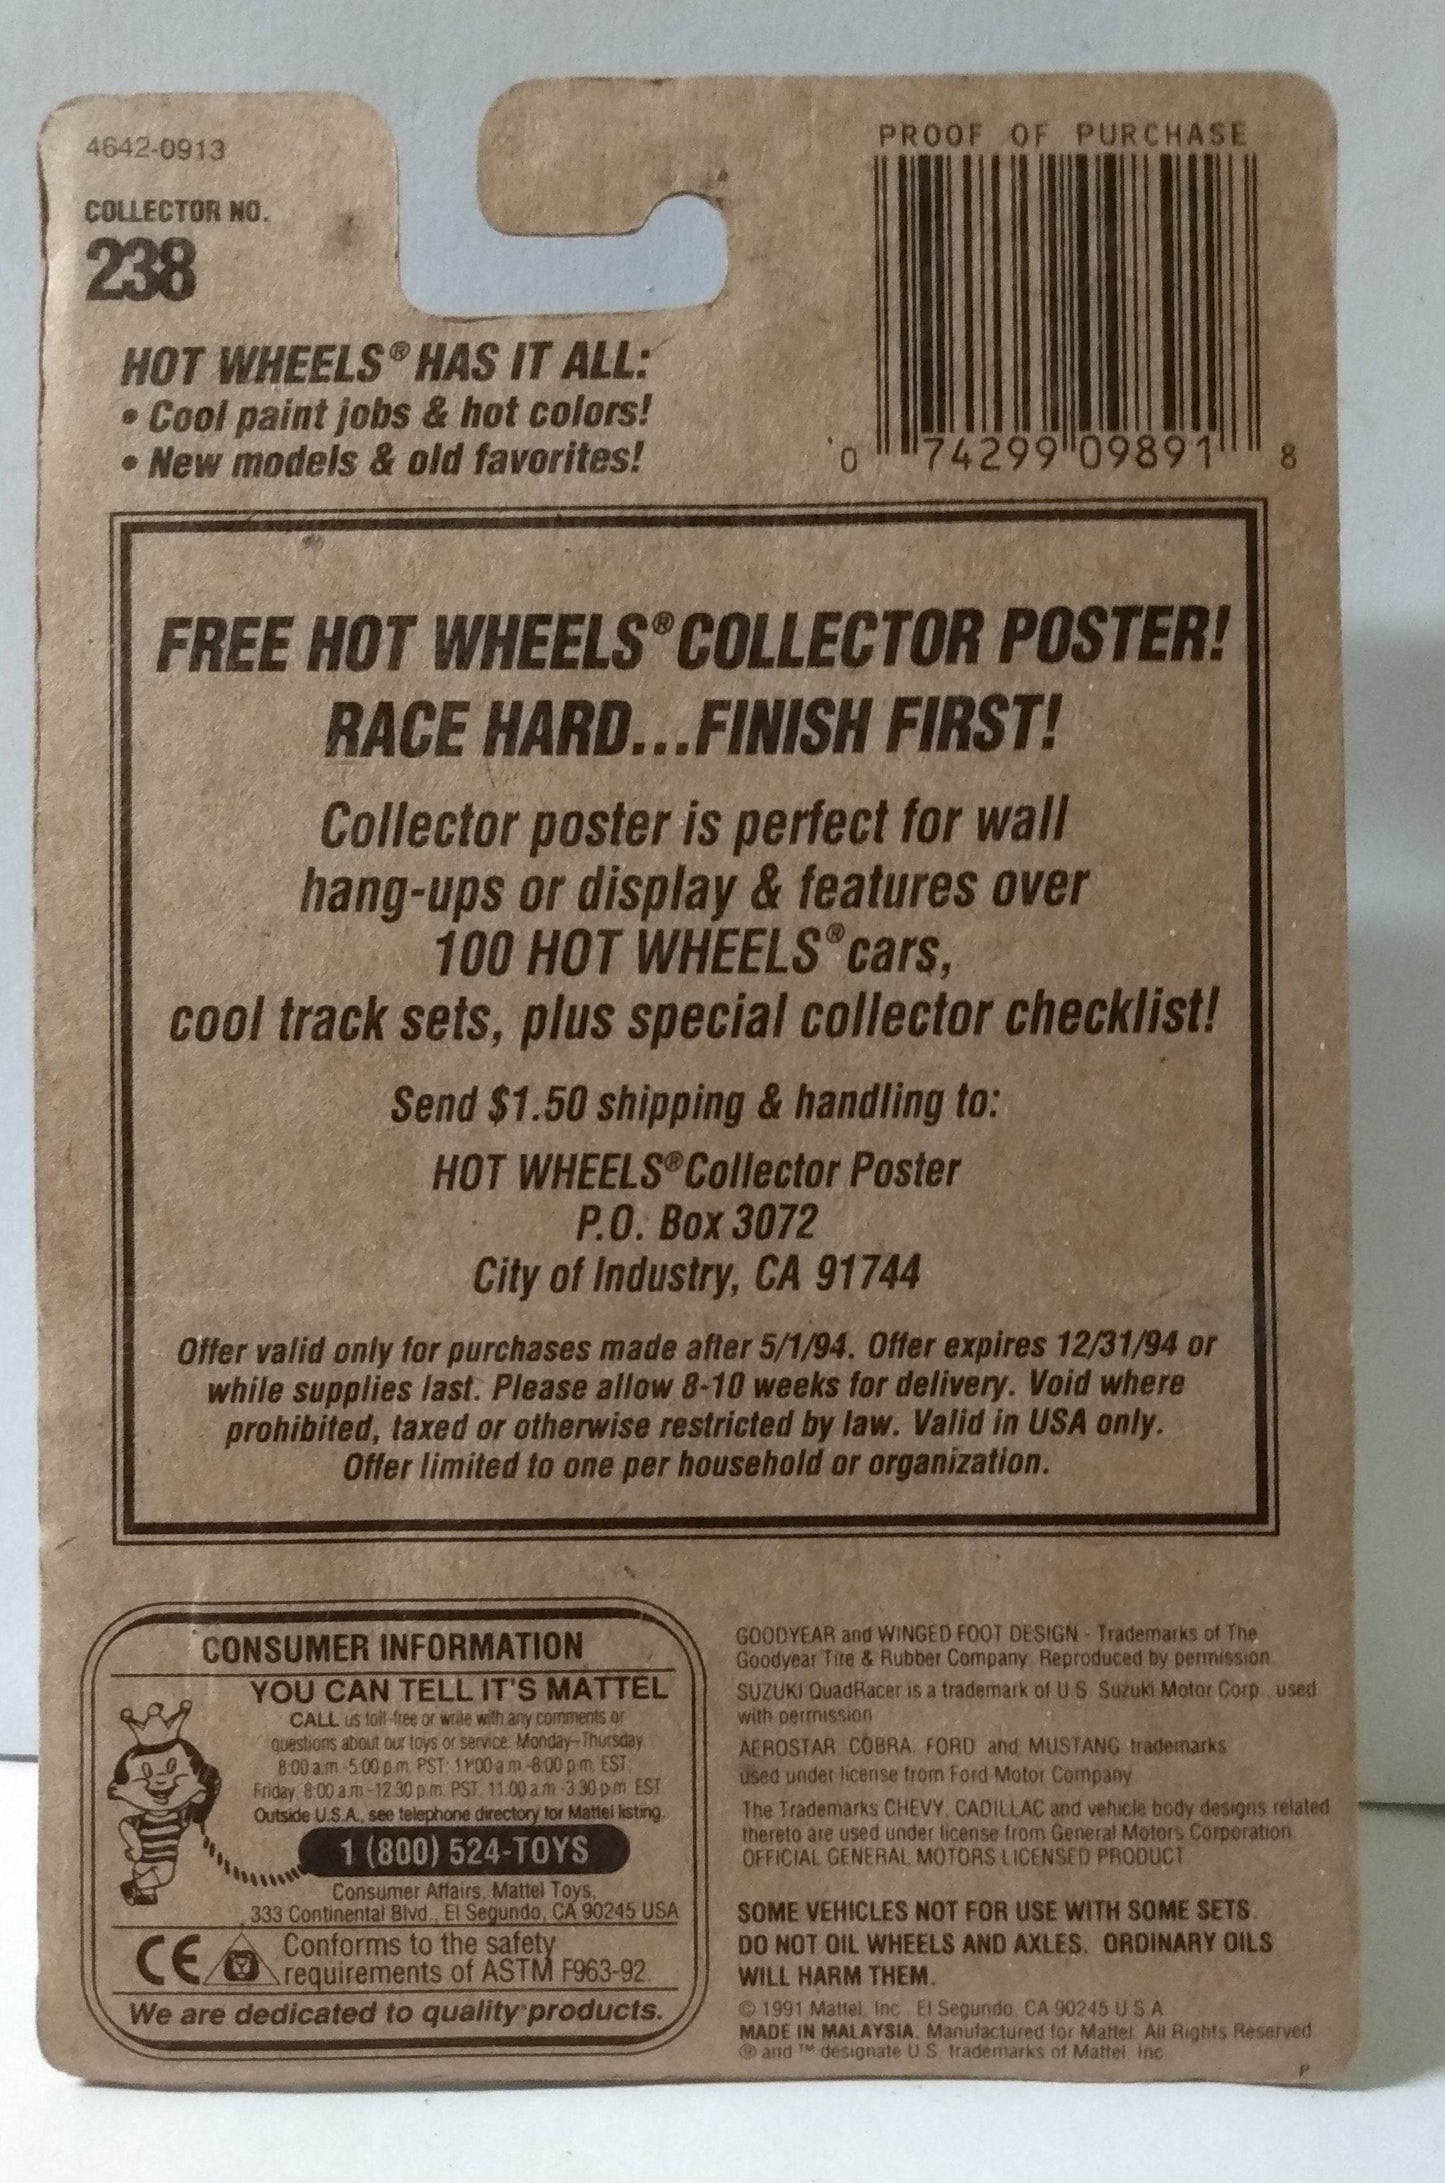 4642-0913
COLLECTOR NO.
238
PROOF OF PURCHASE
0 74299 09891 8
HOT WHEELS® HAS IT ALL:
• Cool paint jobs & hot colors!
• New models & old favorites!
FREE HOT WHEELS® COLLECTOR POSTER!
RACE HARD...FINISH FIRST!
Collector poster is perfect for wall
hang-ups or display & features over
100 HOT WHEELS® cars,
cool track sets, plus special collector checklist!
Send $1.50 shipping & handling to:
HOT WHEELS® Collector Poster
P.O. Box 3072
City of Industry, CA 91744
Offer valid only for purchases made after 5/1/94. Offer expires 12/31/94 or
while supplies last. Please allow 8-10 weeks for delivery. Void where
prohibited, taxed or otherwise restricted by law. Valid in USA only.
Offer limited to one per household or organization.
CONSUMER INFORMATION
YOU CAN TELL IT'S MATTEL
CALL us toll-free or write with any comments or
questions about our toys or service. Monday–Thursday
8:00 a.m.-5:00 p.m. PST; 11:00 a.m.-8:00 p.m. EST;
Friday 8:00 a.m.-12:30 p.m. PST, 11:00 a.m.-3:30 p.m. EST.
Outside U.S.A., see telephone directory for Mattel listing.
1 (800) 524-TOYS
Consumer Affairs, Mattel Toys,
333 Continental Blvd., El Segundo, CA 90245 USA
CE Conforms to the safety
requirements of ASTM F963-92.
We are dedicated to quality products.
GOODYEAR and WINGED FOOT DESIGN - Trademarks of The
Goodyear Tire & Rubber Company. Reproduced by permission.
SUZUKI QuadRacer is a trademark of U.S. Suzuki Motor Corp., used
with permission.
AEROSTAR, COBRA, FORD and MUSTANG trademarks
used under license from Ford Motor Company
The Trademarks CHEVY, CADILLAC and vehicle body designs related
thereto are used under license from General Motors Corporation.
OFFICIAL GENERAL MOTORS LICENSED PRODUCT
SOME VEHICLES NOT FOR USE WITH SOME SETS.
DO NOT OIL WHEELS AND AXLES. ORDINARY OILS
WILL HARM THEM.
© 1991 Mattel, Inc., El Segundo, CA 90245 U.S.A.
MADE IN MALAYSIA. Manufactured for Mattel. All Rights Reserved
® and ™ designate U.S. trademarks of Mattel, Inc.
P